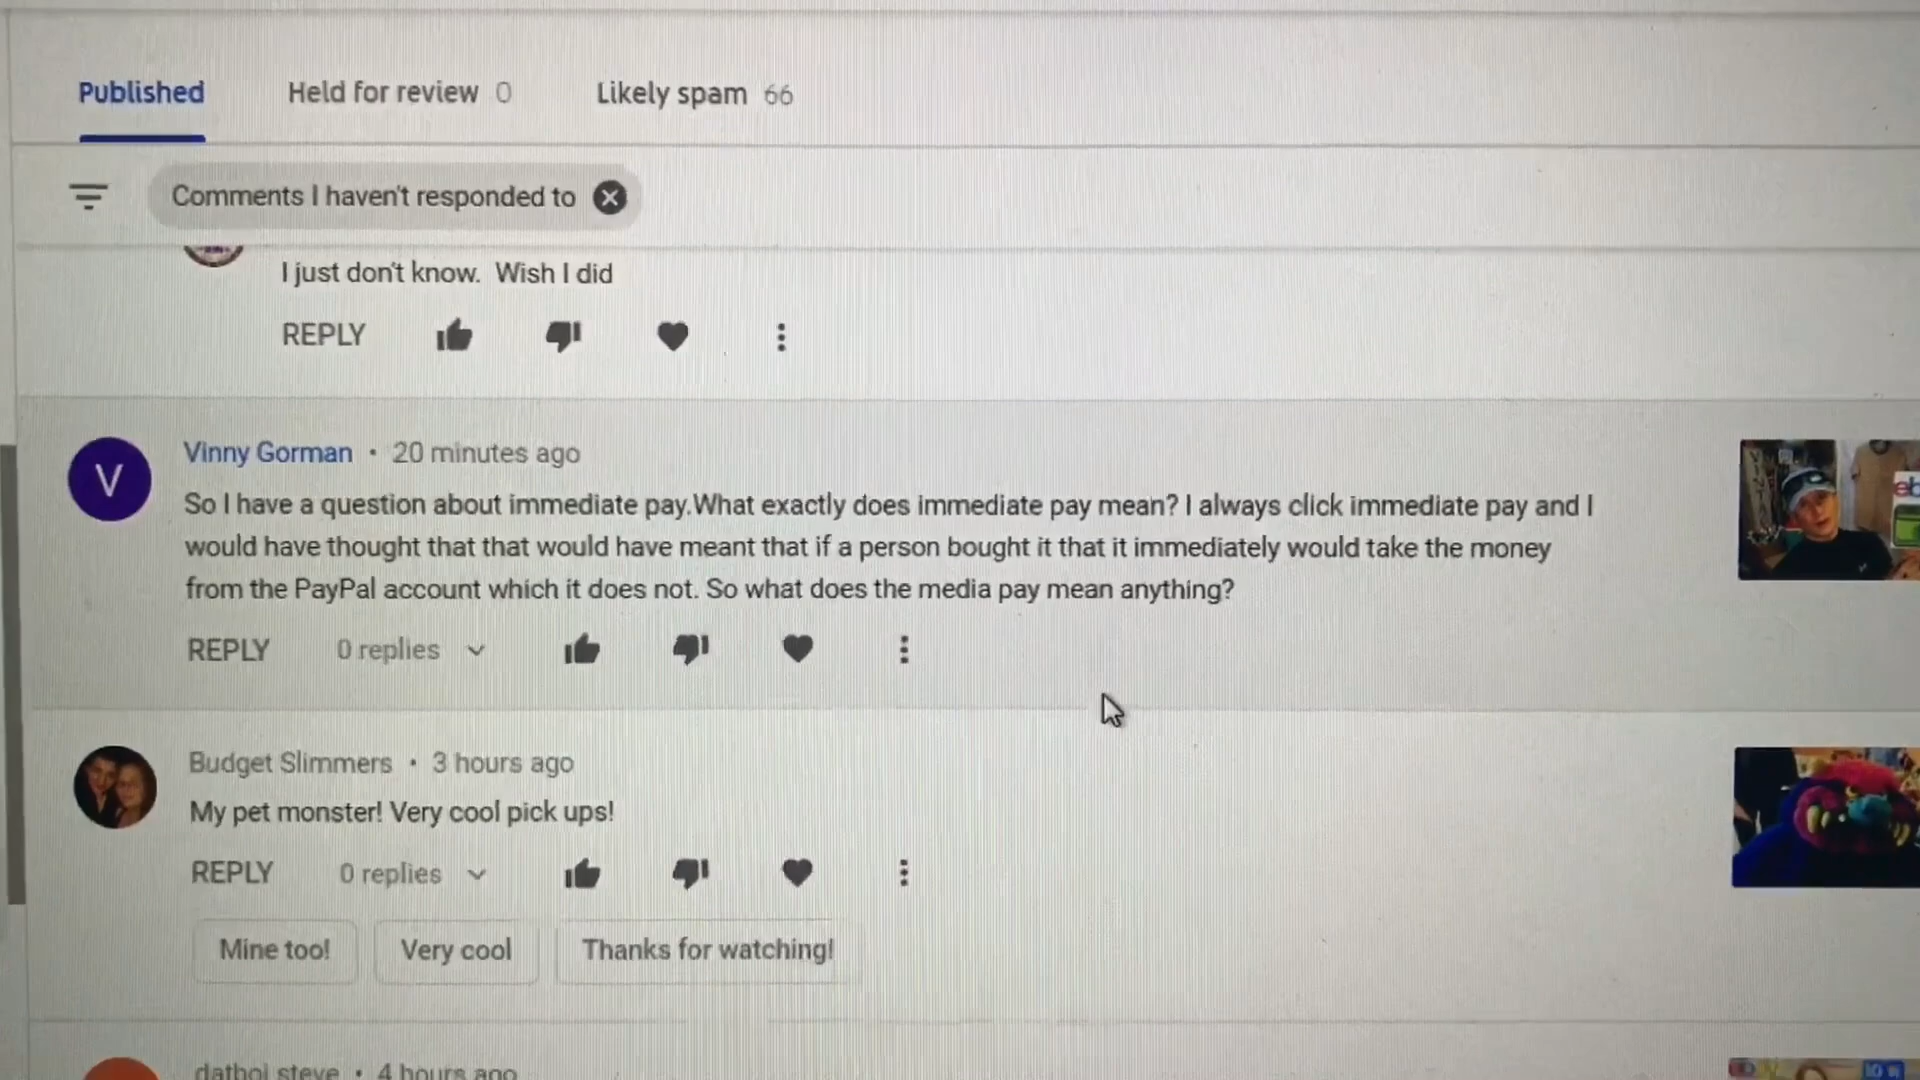 Published Held for review 0 Likely spam 66
Comments I haven't responded to
I just don't know. Wish I did
REPLY
V
Vinny Gorman • 20 minutes ago
So I have a question about immediate pay.What exactly does immediate pay mean? I always click immediate pay and I
would have thought that that would have meant that if a person bought it that it immediately would take the money
from the PayPal account which it does not. So what does the media pay mean anything?
REPLY 0 replies
Budget Slimmers • 3 hours ago
My pet monster! Very cool pick ups!
REPLY 0 replies
Mine too! Very cool Thanks for watching!
datboi steve • 4 hours ago